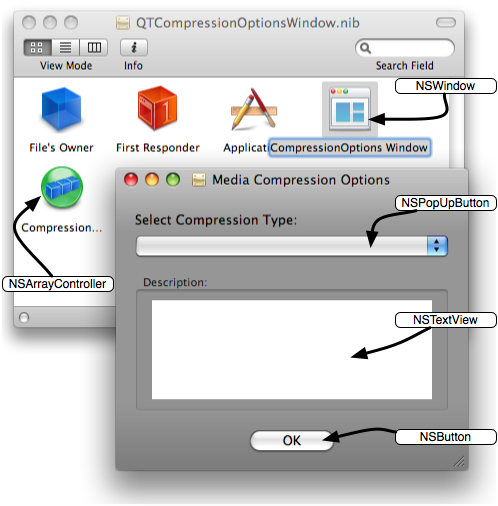 QTCompressionOptionsWindow.nib
View Mode
Info
Search Field
NSWindow
File's Owner
First Responder
Applicati
CompressionOptions Window
Media Compression Options
NSPopUpButton
Select Compression Type:
Compression...
NSArrayController
Description:
NSTextView
OK
NSButton